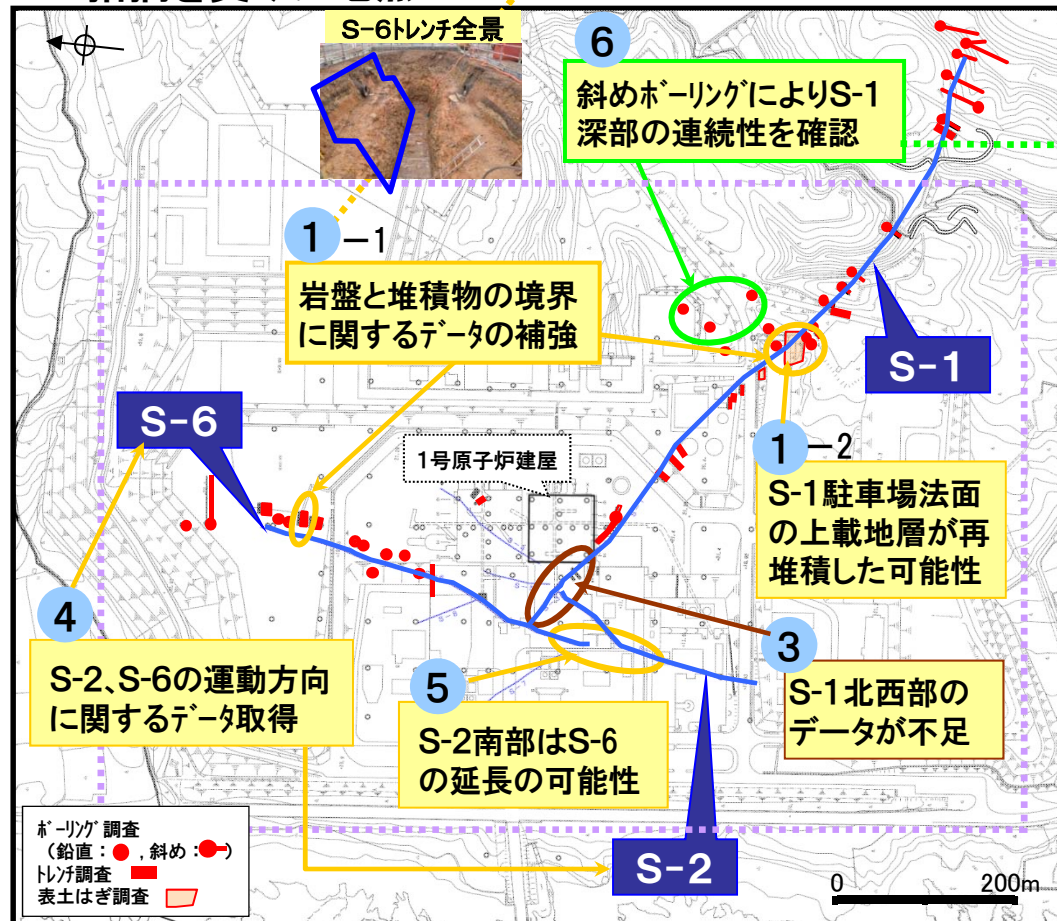 S-6トレンチ全景
6
斜めボーリングによりS-1
深部の連続性を確認
1-1
岩盤と堆積物の境界
に関するデータの補強
S-1
S-6
1号原子炉建屋
1-2
S-1駐車場法面
の上載地層が再
堆積した可能性
4
S-2、S-6の運動方向
に関するデータ取得
5
S-2南部はS-6
の延長の可能性
3
S-1北西部の
データが不足
S-2
ボーリング調査
(鉛直: ,斜め: )
トレンチ調査
表土はぎ調査
0 200m